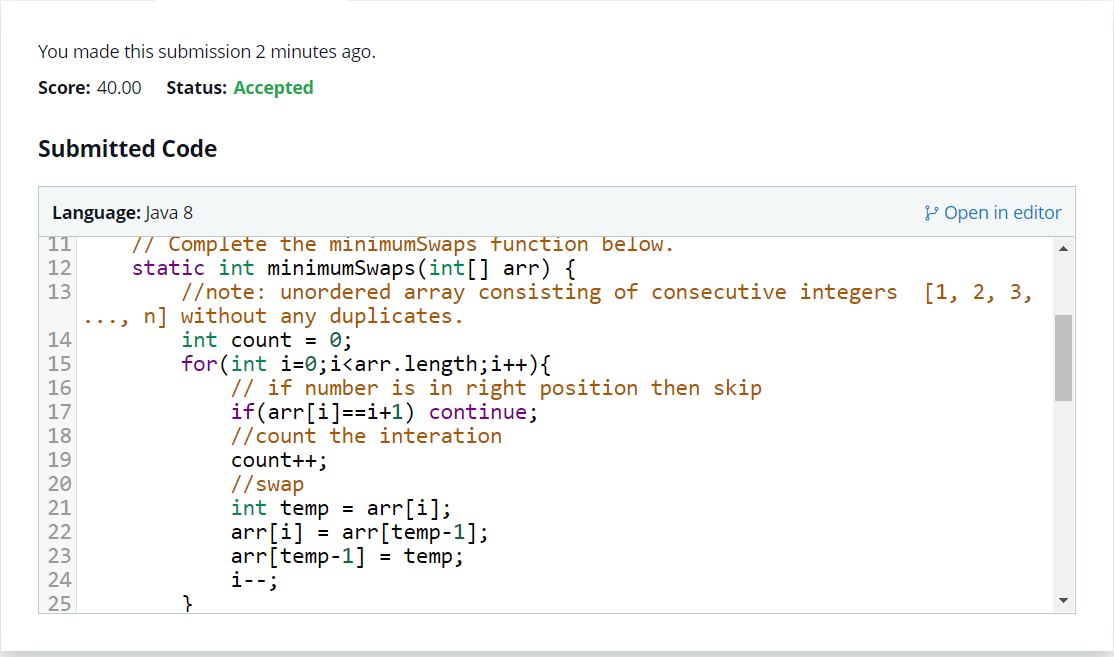 You made this submission 2 minutes ago.
Score: 40.00 Status: Accepted
Submitted Code
Language: Java 8
Open in editor
11 // Complete the minimumSwaps function below.
12 static int minimumSwaps(int[] arr) {
13 //note: unordered array consisting of consecutive integers  [1, 2, 3,
..., n] without any duplicates.
14 int count = 0;
15 for(int i=0;i<arr.length;i++){
16 // if number is in right position then skip
17 if(arr[i]==i+1) continue;
18 //count the interation
19 count++;
20 //swap
21 int temp = arr[i];
22 arr[i] = arr[temp-1];
23 arr[temp-1] = temp;
24 i--;
25 }